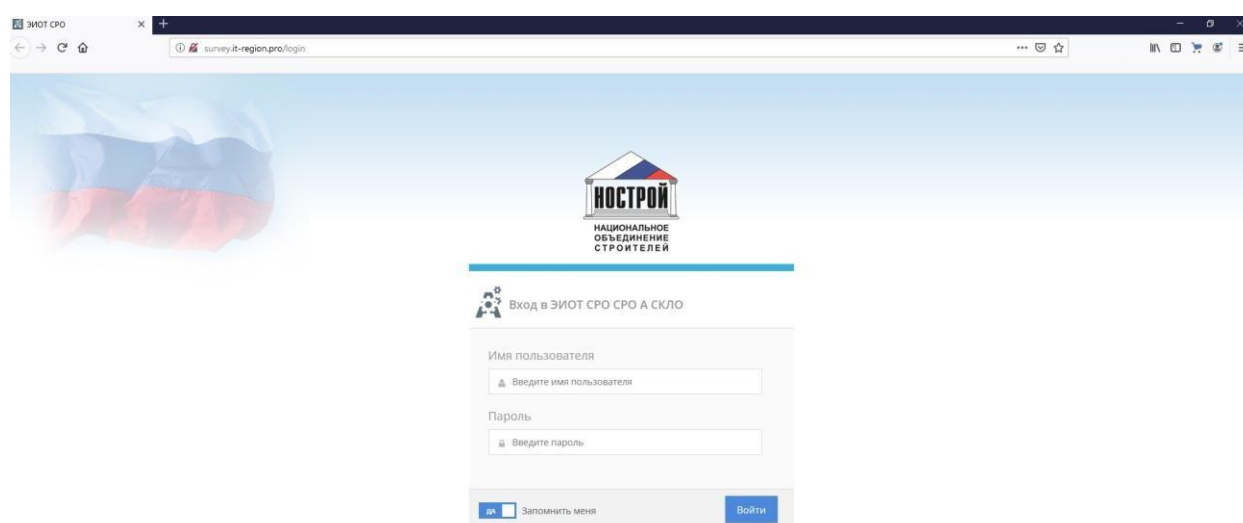 ЭИОТ СРО
survey.it-region.pro/login
НОСТРОЙ
НАЦИОНАЛЬНОЕ
ОБЪЕДИНЕНИЕ
СТРОИТЕЛЕЙ
Вход в ЭИОТ СРО СРО А СКЛО
Имя пользователя
Введите имя пользователя
Пароль
Введите пароль
ДА Запомнить меня
Войти